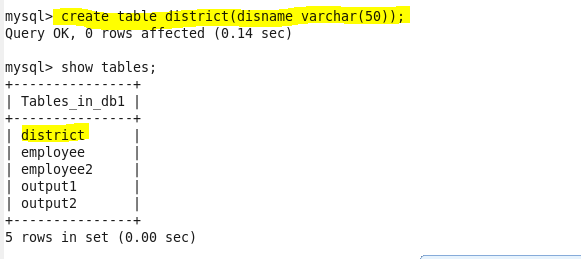 mysql> create table district(disname varchar(50));
Query OK, 0 rows affected (0.14 sec)
mysql> show tables;
+---------------+
| Tables_in_db1 |
+---------------+
| district      |
| employee      |
| employee2     |
| output1       |
| output2       |
+---------------+
5 rows in set (0.00 sec)